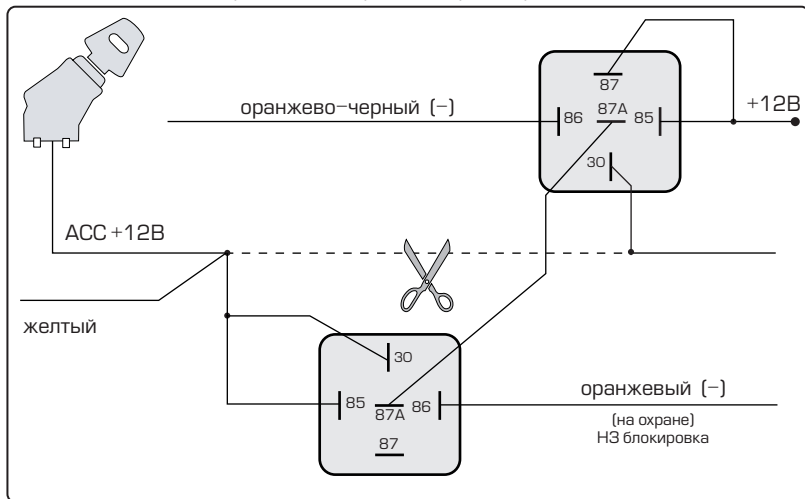 87
оранжево-черный (-)
86
87A
85
+12В
30
ACC +12В
желтый
30
85
87A
86
оранжевый (-)
(на охране)
НЗ блокировка
87